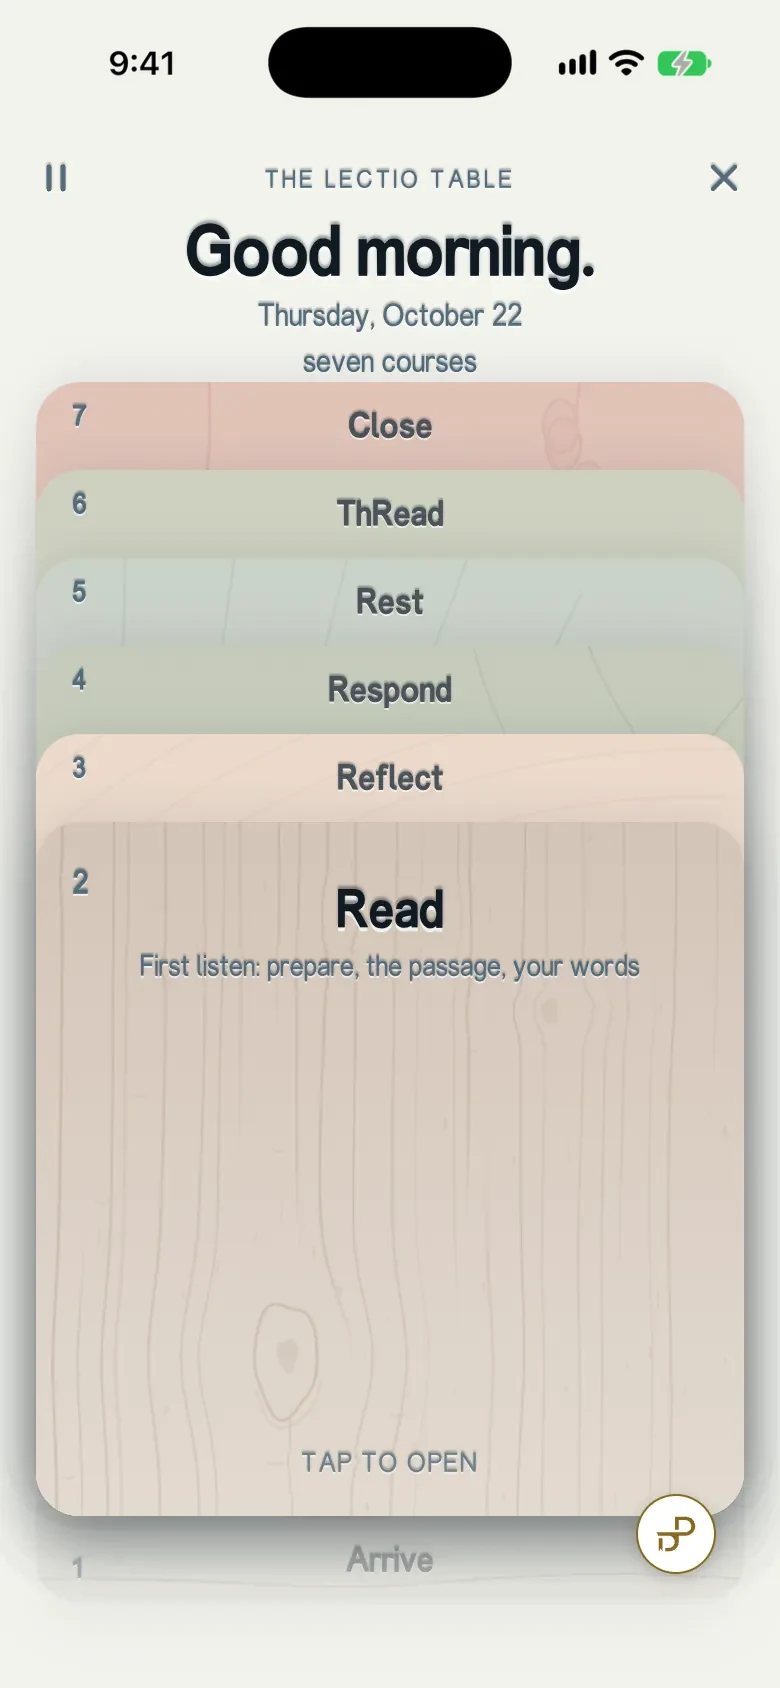 9:41
THE LECTIO TABLE
Good morning.
Thursday, October 22
seven courses
7
Close
6
ThRead
5
Rest
4
Respond
3
Reflect
2
Read
First listen: prepare, the passage, your words
TAP TO OPEN
1
Arrive